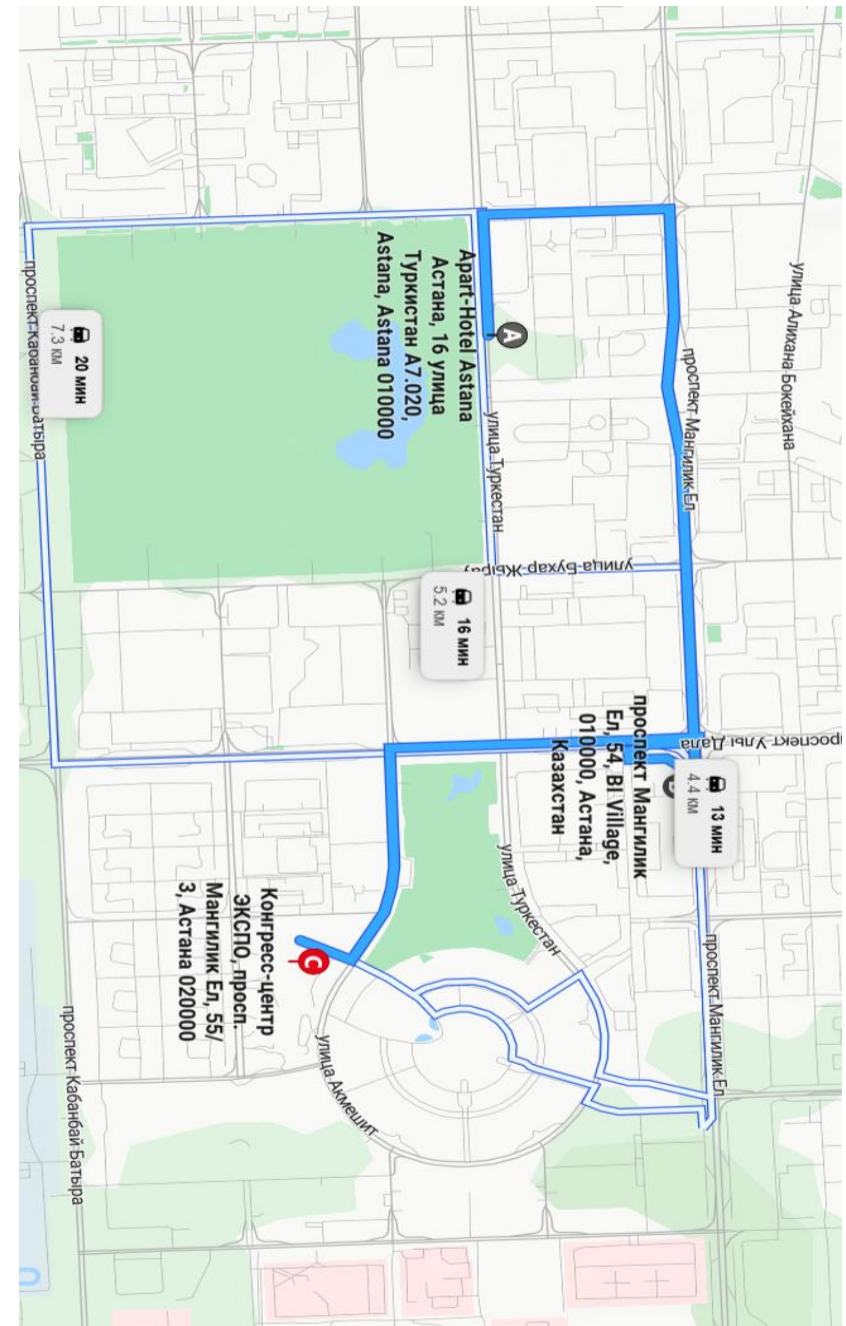 улица Алихана Бокейхана
проспект Мангилик Ел
A
Apart-Hotel Astana
Астана, 16 улица
Туркистан А7.020,
Astana, Astana 010000
улица Туркестан
20 мин
7.3 км
проспект Кабанбай Батыра
улица Бухар Жырау
16 мин
5.2 км
проспект Улы Дала
проспект Мангилик
Ел, 54, BI Village,
010000, Астана,
Казахстан
13 мин
4.4 км
улица Туркестан
проспект Мангилик Ел
Конгресс-центр
ЭКСПО, просп.
Мангилик Ел, 55/
3, Астана 020000
C
улица Акмешит
проспект Кабанбай Батыра